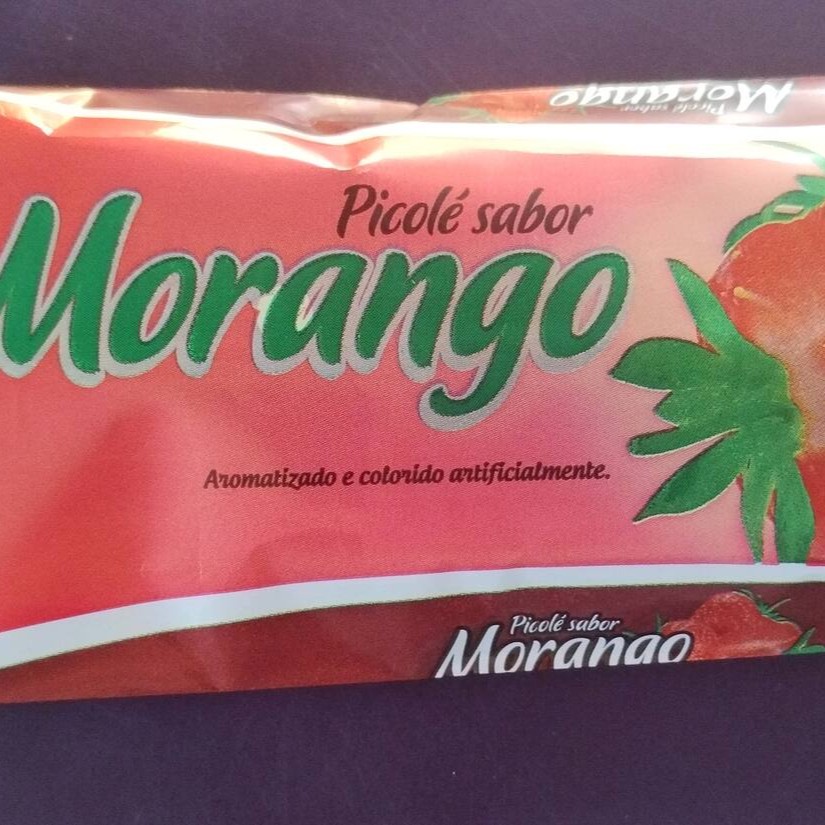 Picolé sabor
Morango
Picolé sabor
Morango
Aromatizado e colorido artificialmente.
Picolé sabor
Morango